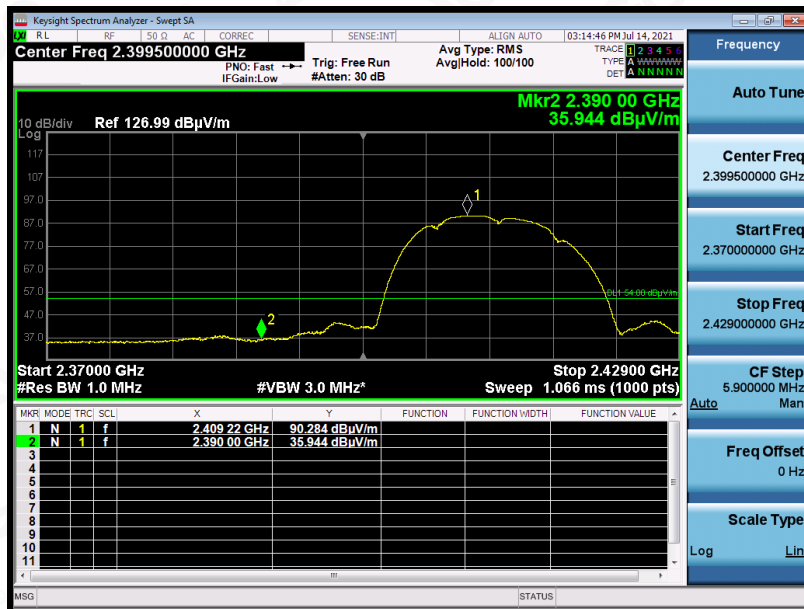 Keysight Spectrum Analyzer - Swept SA
LXI RL RF 50 Ω AC CORREC SENSE:INT ALIGN AUTO 03:14:46 PM Jul 14, 2021
Center Freq 2.399500000 GHz
PNO: Fast
IFGain:Low
Trig: Free Run
#Atten: 30 dB
Avg Type: RMS
Avg|Hold: 100/100
TRACE 1 2 3 4 5 6
TYPE A WWWWW
DET A N N N N N
Mkr2 2.390 00 GHz
35.944 dBµV/m
10 dB/div Ref 126.99 dBµV/m
Log
117
107
97.0
87.0
77.0
67.0
57.0
47.0
37.0
1
2
DL1 54.00 dBµV/m
Start 2.37000 GHz Stop 2.42900 GHz
#Res BW 1.0 MHz #VBW 3.0 MHz* Sweep 1.066 ms (1000 pts)
MKR MODE TRC SCL X Y FUNCTION FUNCTION WIDTH FUNCTION VALUE
1 N 1 f 2.409 22 GHz 90.284 dBµV/m
2 N 1 f 2.390 00 GHz 35.944 dBµV/m
3
4
5
6
7
8
9
10
11
MSG STATUS
Frequency
Auto Tune
Center Freq
2.399500000 GHz
Start Freq
2.370000000 GHz
Stop Freq
2.429000000 GHz
CF Step
5.900000 MHz
Auto Man
Freq Offset
0 Hz
Scale Type
Log Lin